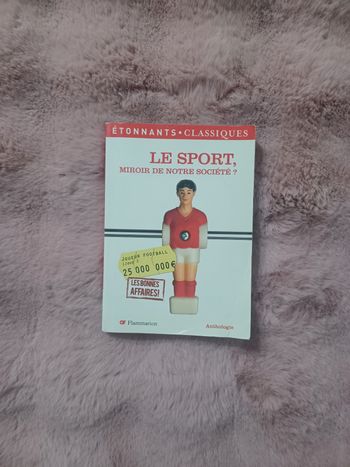 ÉTONNANTS • CLASSIQUES
LE SPORT,
MIROIR DE NOTRE SOCIÉTÉ ?
JOUEUR FOOTBALL
25 000 000€
LES BONNES
AFFAIRES!
Flammarion
Anthologie